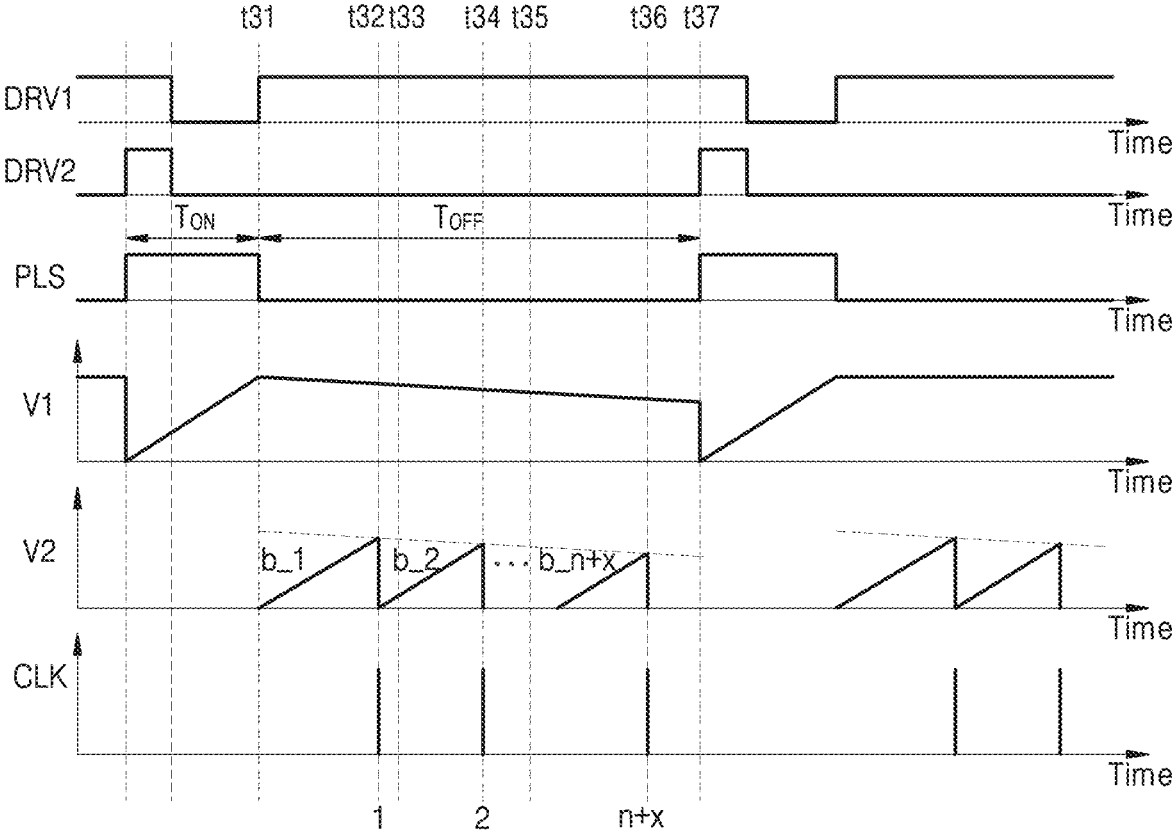 t31 t32 t33 t34 t35 t36 t37
DRV1
Time
DRV2
Time
TON TOFF
PLS
Time
V1
Time
V2
b_1 b_2 ... b_n+x
Time
CLK
Time
1 2 n+x